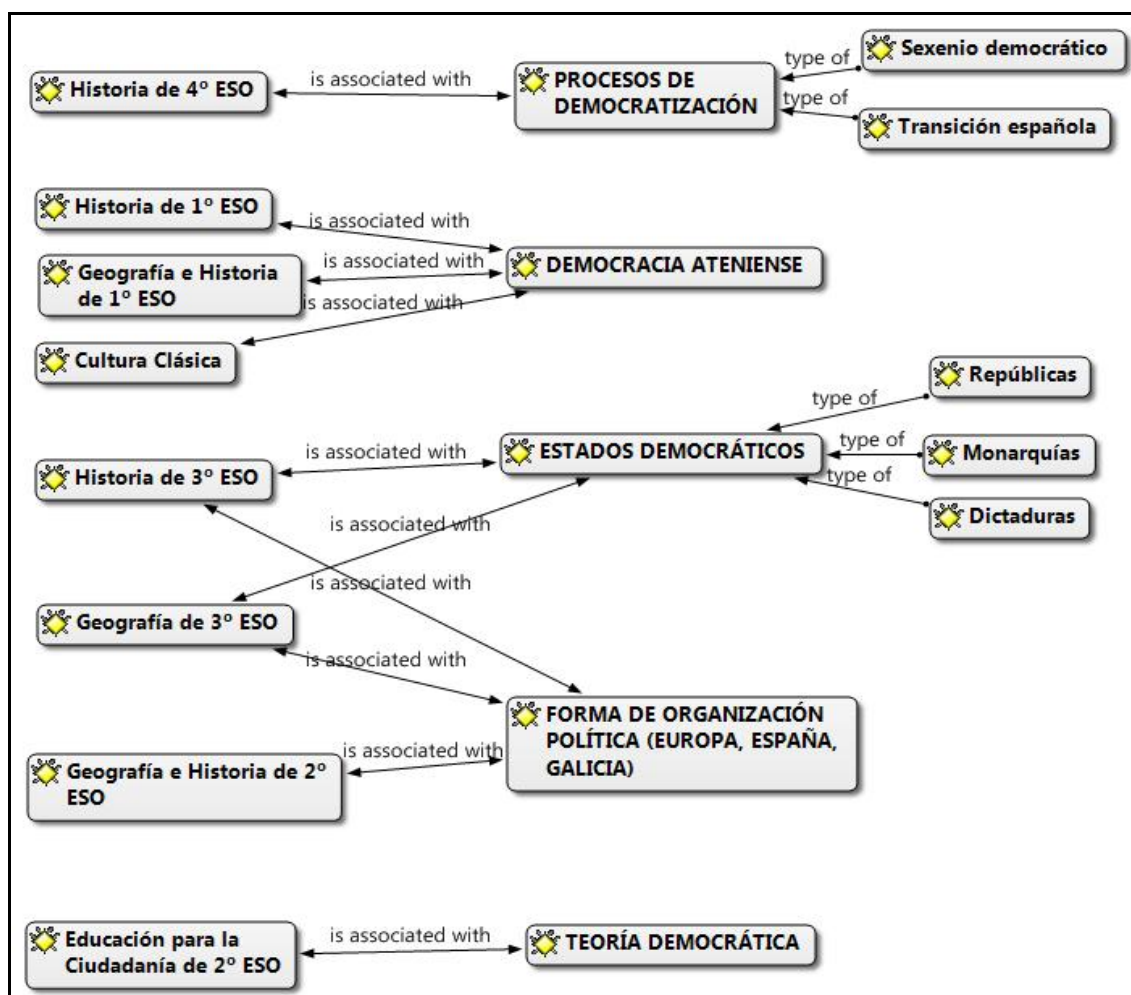 Sexenio democrático
type of
Historia de 4º ESO
is associated with
PROCESOS DE
DEMOCRATIZACIÓN
type of
Transición española
Historia de 1º ESO
is associated with
Geografía e Historia
de 1º ESO
is associated with
DEMOCRACIA ATENIENSE
is associated with
Cultura Clásica
Repúblicas
type of
Historia de 3º ESO
is associated with
ESTADOS DEMOCRÁTICOS
type of
Monarquías
type of
Dictaduras
is associated with
is associated with
Geografía de 3º ESO
is associated with
FORMA DE ORGANIZACIÓN
POLÍTICA (EUROPA, ESPAÑA,
GALICIA)
Geografía e Historia de 2º
ESO
is associated with
Educación para la
Ciudadanía de 2º ESO
is associated with
TEORÍA DEMOCRÁTICA